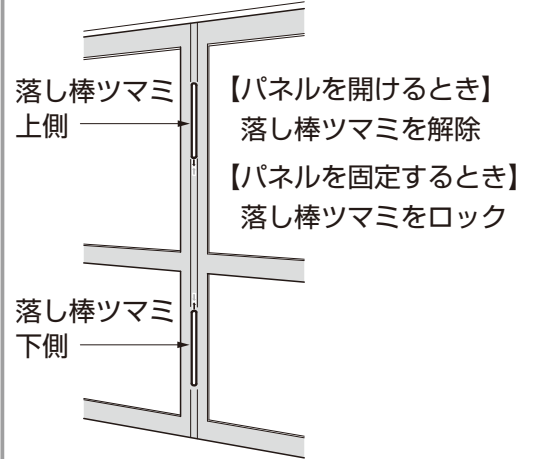 落し棒ツマミ
上側
【パネルを開けるとき】
落し棒ツマミを解除
【パネルを固定するとき】
落し棒ツマミをロック
落し棒ツマミ
下側